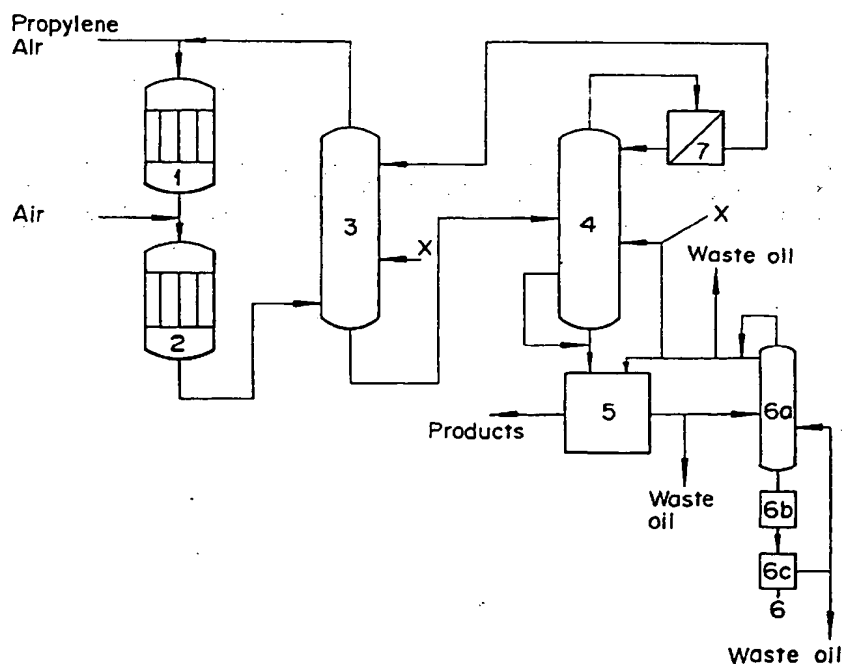 Propylene
Air
1
Air
2
3
X
4
7
X
Waste oil
5
Products
Waste
oil
6a
6b
6c
6
Waste oil